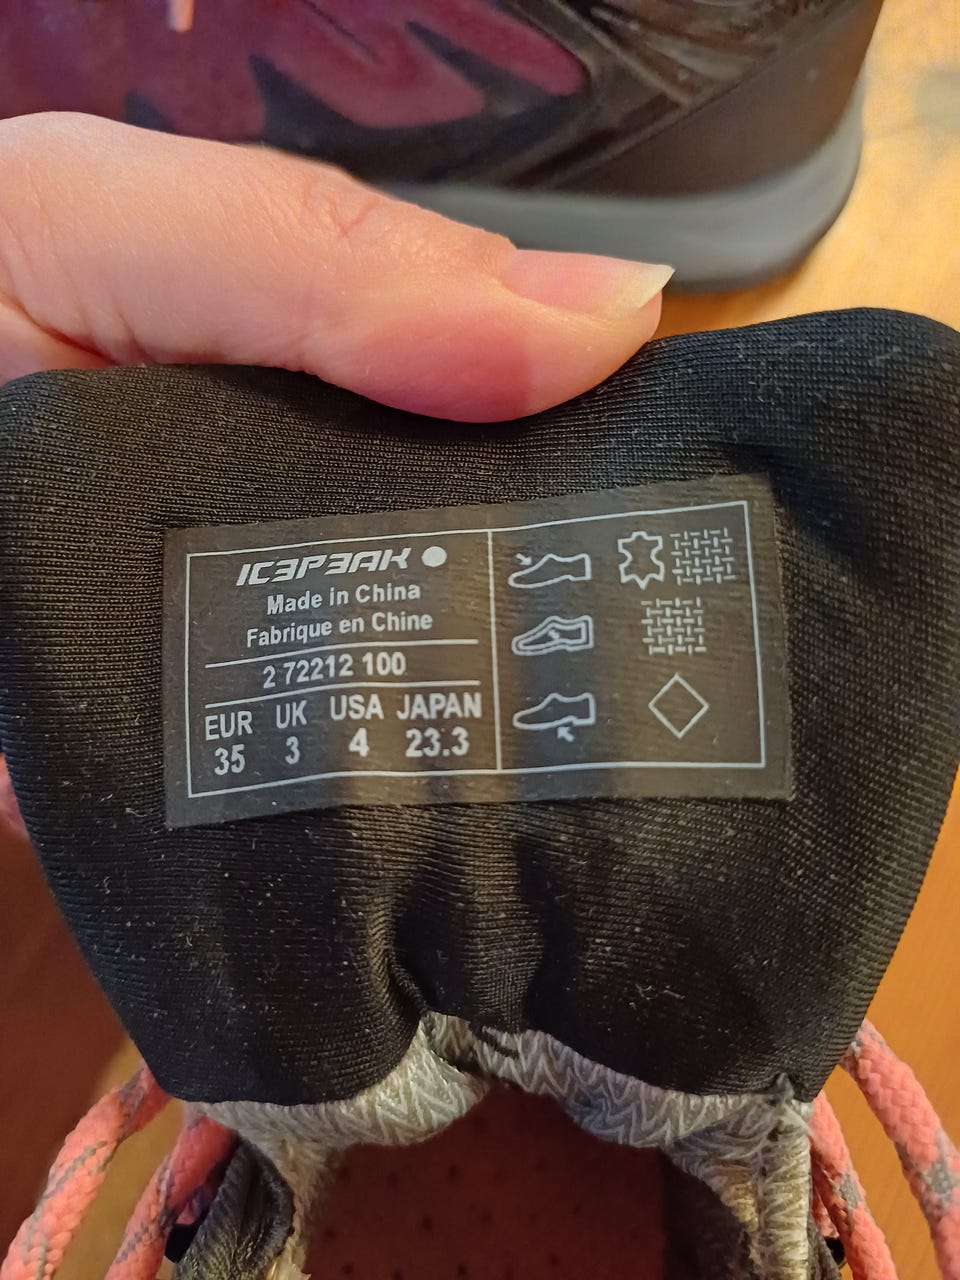 ICEPEAK
Made in China
Fabrique en Chine
2 72212 100
EUR UK USA JAPAN
35 3 4 23.3